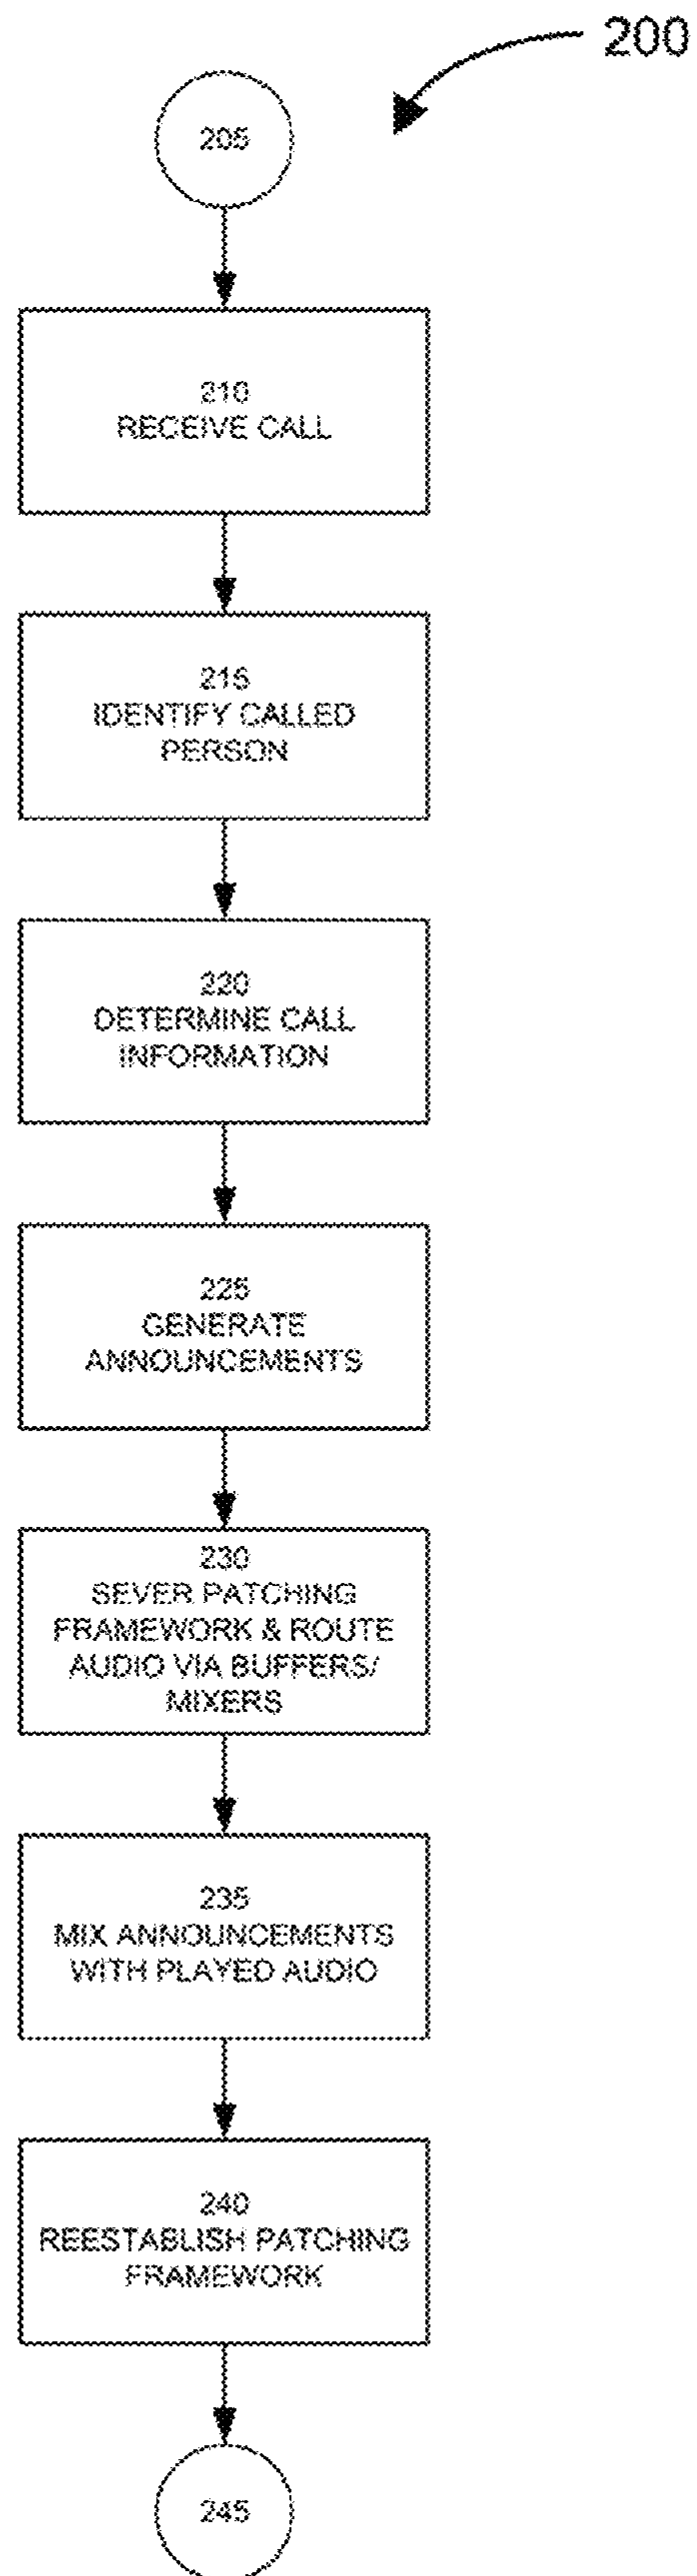 200
205
210
RECEIVE CALL
215
IDENTIFY CALLED
PERSON
220
DETERMINE CALL
INFORMATION
225
GENERATE
ANNOUNCEMENTS
230
SEVER PATCHING
FRAMEWORK & ROUTE
AUDIO VIA BUFFERS/
MIXERS
235
MIX ANNOUNCEMENTS
WITH PLAYED AUDIO
240
REESTABLISH PATCHING
FRAMEWORK
245